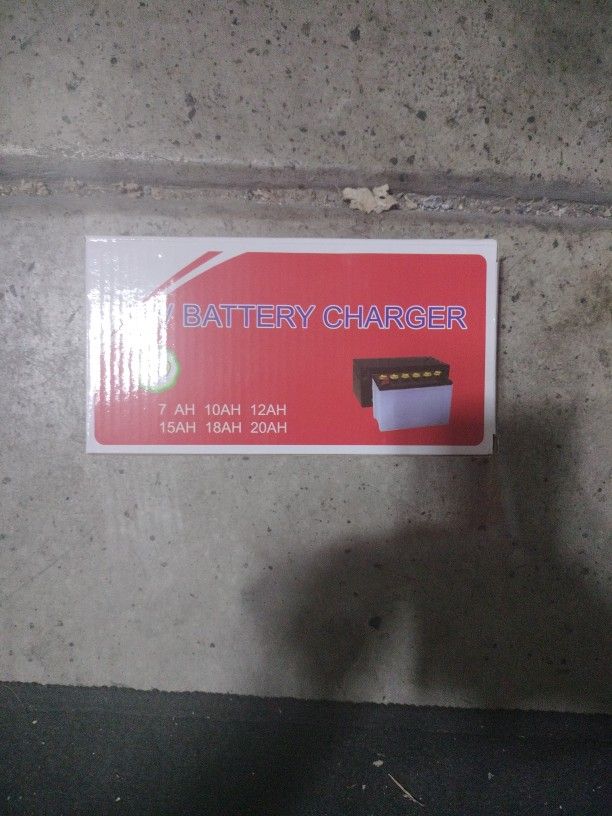 V BATTERY CHARGER
7 AH 10AH 12AH
15AH 18AH 20AH